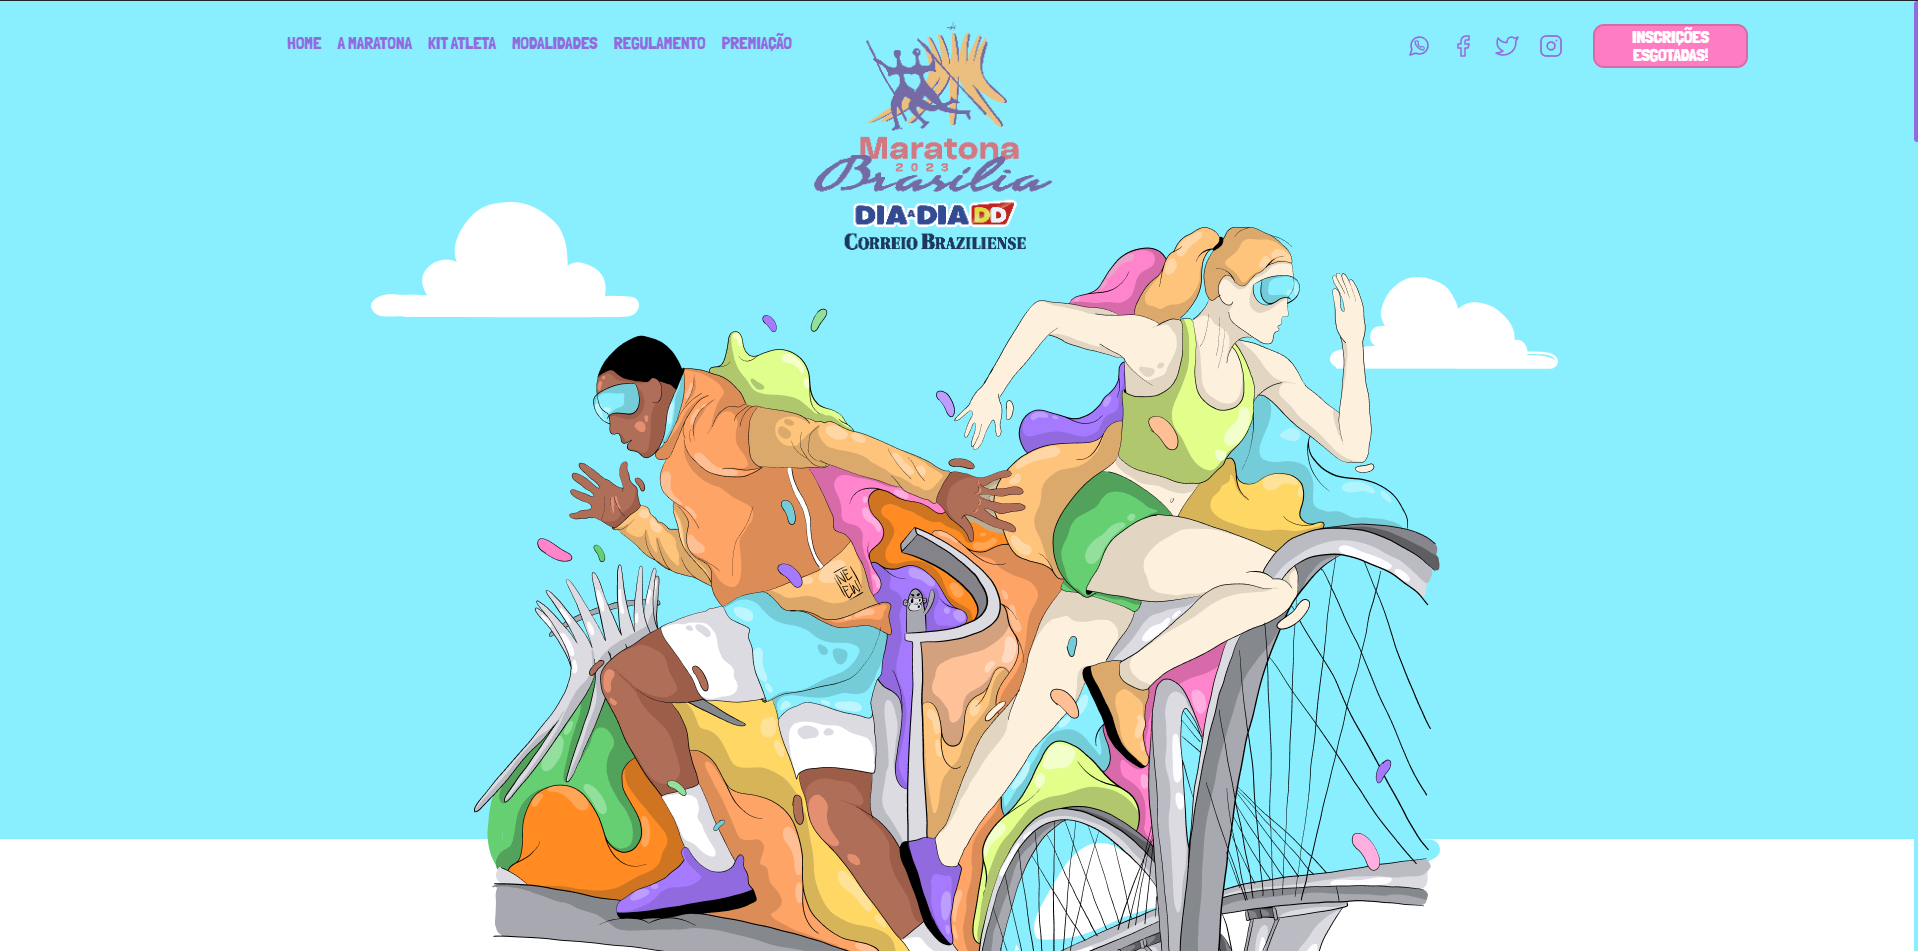 HOME A MARATONA KIT ATLETA MODALIDADES REGULAMENTO PREMIAÇÃO
INSCRIÇÕES
ESGOTADAS!
Maratona
2023
Brasília
DIA A DIA DD
CORREIO BRAZILIENSE